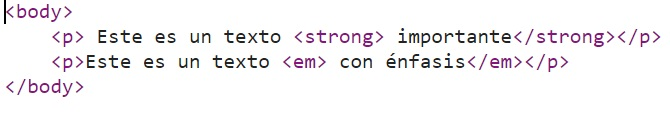 <body>
<p> Este es un texto <strong> importante</strong></p>
<p>Este es un texto <em> con énfasis</em></p>
</body>